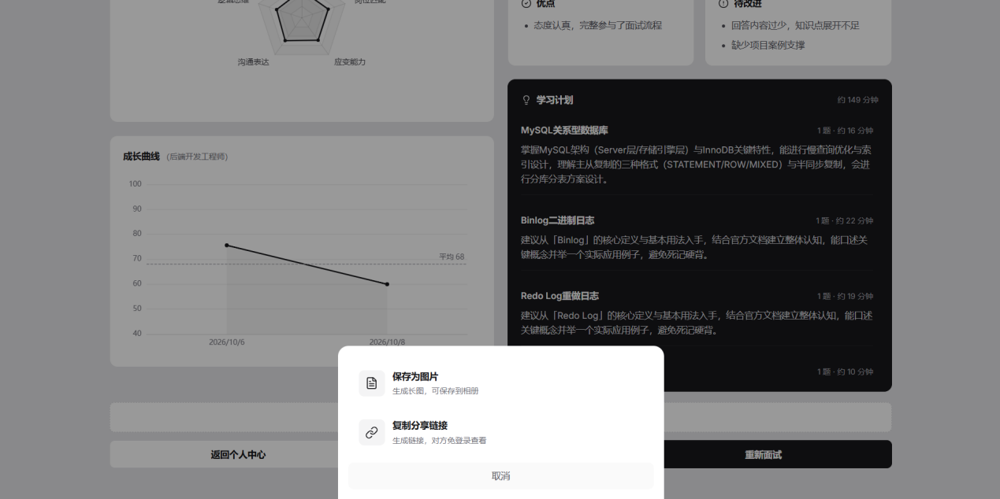 逻辑思维
岗位匹配
沟通表达
应变能力
优点
态度认真，完整参与了面试流程
待改进
回答内容过少，知识点展开不足
缺少项目案例支撑
成长曲线 (后端开发工程师)
100
90
80
70
60
50
40
平均 68
2026/10/6
2026/10/8
学习计划
约 149 分钟
MySQL关系型数据库
1 题 · 约 16 分钟
掌握MySQL架构（Server层/存储引擎层）与InnoDB关键特性，能进行慢查询优化与索
引设计，理解主从复制的三种格式（STATEMENT/ROW/MIXED）与半同步复制，会进
行分库分表方案设计。
Binlog二进制日志
1 题 · 约 22 分钟
建议从「Binlog」的核心定义与基本用法入手，结合官方文档建立整体认知，能口述关
键概念并举一个实际应用例子，避免死记硬背。
Redo Log重做日志
1 题 · 约 19 分钟
建议从「Redo Log」的核心定义与基本用法入手，结合官方文档建立整体认知，能口述
关键概念并举一个实际应用例子，避免死记硬背。
1 题 · 约 10 分钟
保存为图片
生成长图，可保存到相册
复制分享链接
生成链接，对方免登录查看
取消
返回个人中心
重新面试